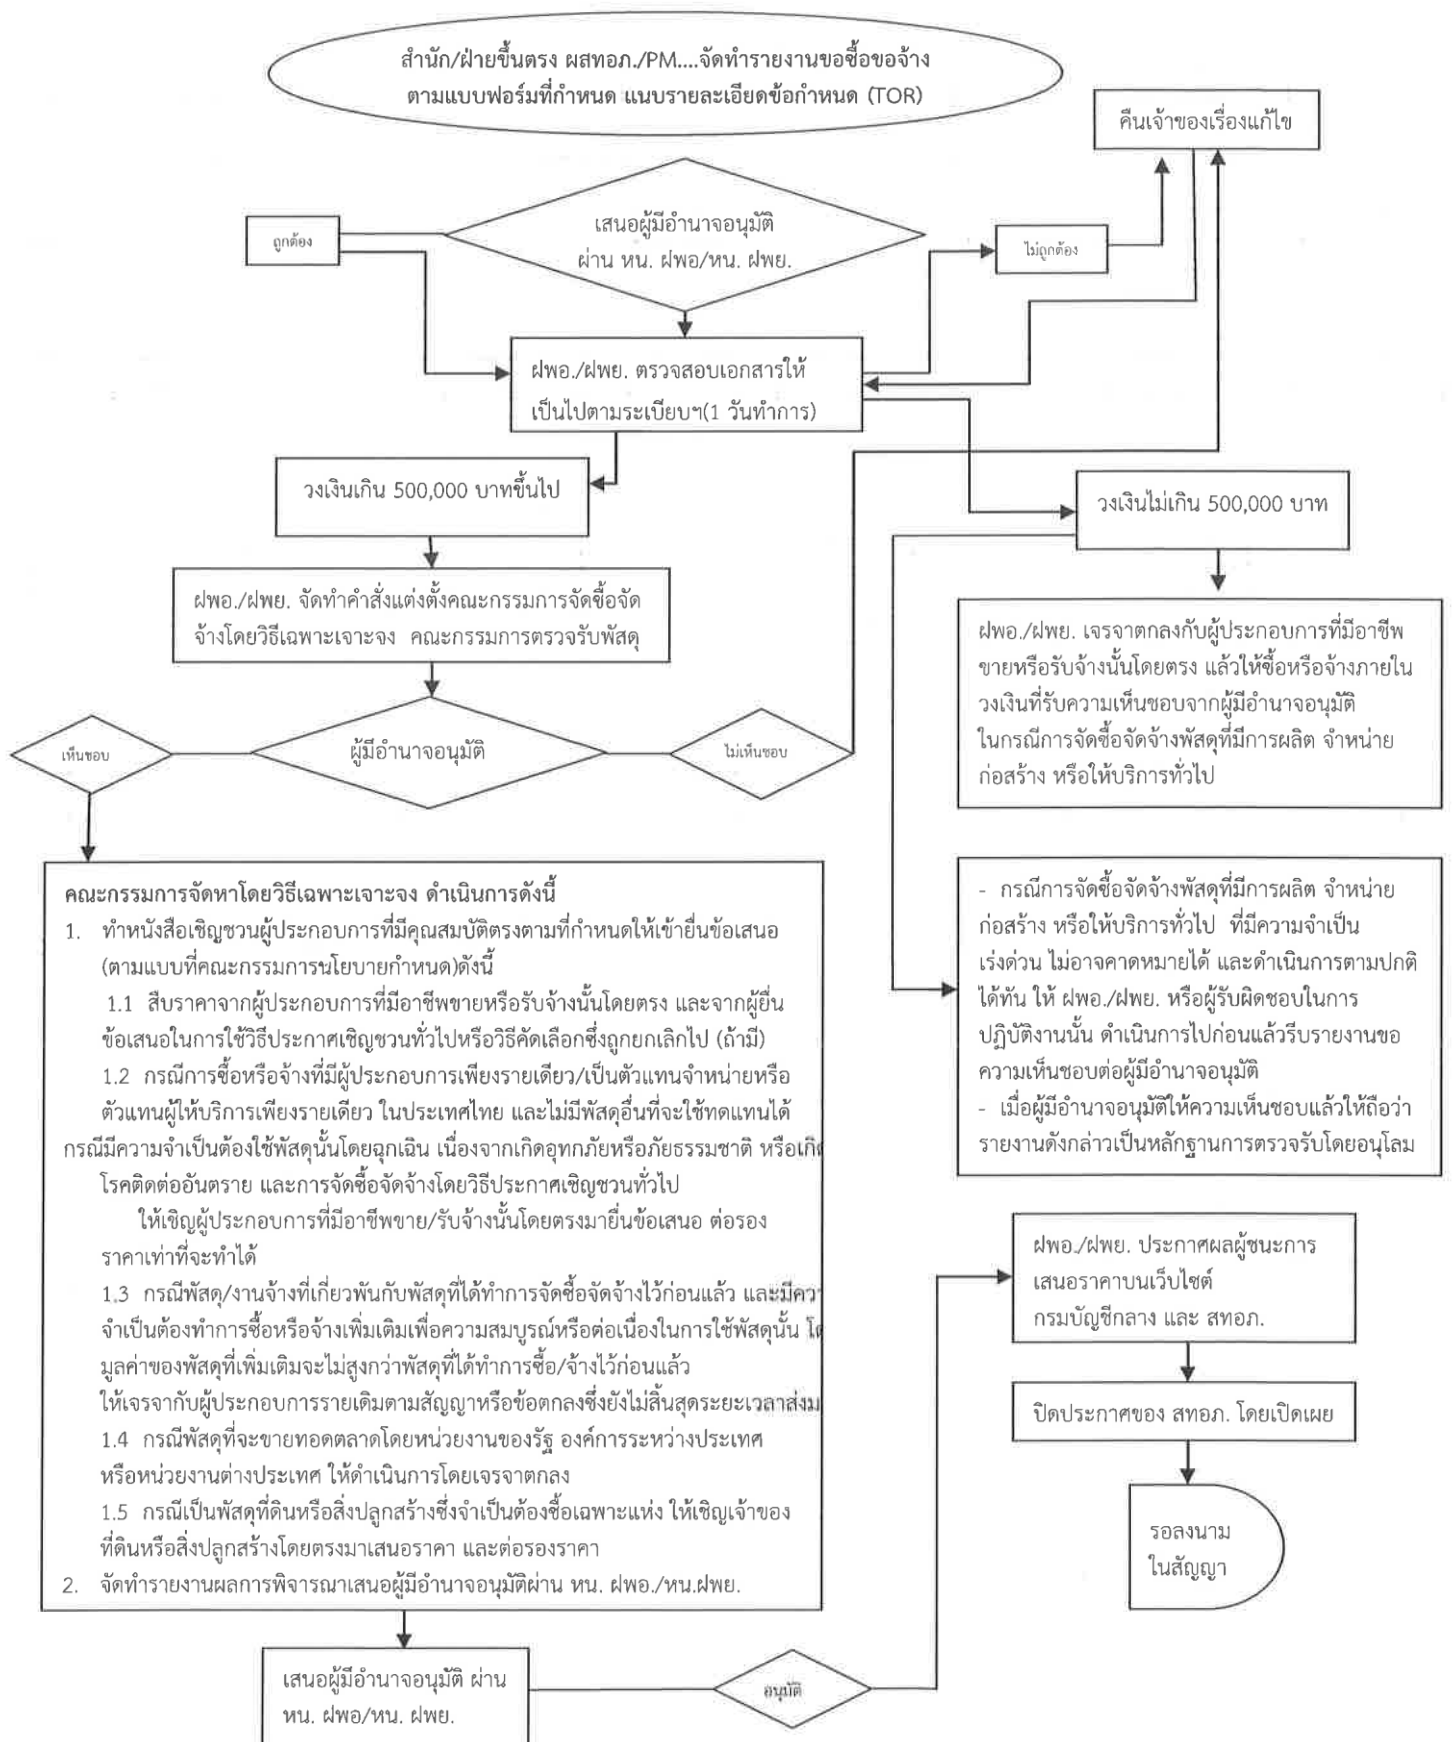 สำนัก/ฝ่ายขึ้นตรง ผสทอภ./PM....จัดทำรายงานขอซื้อขอจ้าง
ตามแบบฟอร์มที่กำหนด แนบรายละเอียดข้อกำหนด (TOR)
คืนเจ้าของเรื่องแก้ไข
เสนอผู้มีอำนาจอนุมัติ
ผ่าน หน. ฝพอ/หน. ฝพย.
ถูกต้อง
ไม่ถูกต้อง
ฝพอ./ฝพย. ตรวจสอบเอกสารให้
เป็นไปตามระเบียบฯ(1 วันทำการ)
วงเงินเกิน 500,000 บาทขึ้นไป
วงเงินไม่เกิน 500,000 บาท
ฝพอ./ฝพย. จัดทำคำสั่งแต่งตั้งคณะกรรมการจัดซื้อจัด
จ้างโดยวิธีเฉพาะเจาะจง คณะกรรมการตรวจรับพัสดุ
ฝพอ./ฝพย. เจรจาตกลงกับผู้ประกอบการที่มีอาชีพ
ขายหรือรับจ้างนั้นโดยตรง แล้วให้ซื้อหรือจ้างภายใน
วงเงินที่รับความเห็นชอบจากผู้มีอำนาจอนุมัติ
ในกรณีการจัดซื้อจัดจ้างพัสดุที่มีการผลิต จำหน่าย
ก่อสร้าง หรือให้บริการทั่วไป
เห็นชอบ
ผู้มีอำนาจอนุมัติ
ไม่เห็นชอบ
คณะกรรมการจัดหาโดยวิธีเฉพาะเจาะจง ดำเนินการดังนี้
1. ทำหนังสือเชิญชวนผู้ประกอบการที่มีคุณสมบัติตรงตามที่กำหนดให้เข้ายื่นข้อเสนอ
(ตามแบบที่คณะกรรมการนโยบายกำหนด)ดังนี้
1.1 สืบราคาจากผู้ประกอบการที่มีอาชีพขายหรือรับจ้างนั้นโดยตรง และจากผู้ยื่น
ข้อเสนอในการใช้วิธีประกาศเชิญชวนทั่วไปหรือวิธีคัดเลือกซึ่งถูกยกเลิกไป (ถ้ามี)
1.2 กรณีการซื้อหรือจ้างที่มีผู้ประกอบการเพียงรายเดียว/เป็นตัวแทนจำหน่ายหรือ
ตัวแทนผู้ให้บริการเพียงรายเดียว ในประเทศไทย และไม่มีพัสดุอื่นที่จะใช้ทดแทนได้
กรณีมีความจำเป็นต้องใช้พัสดุนั้นโดยฉุกเฉิน เนื่องจากเกิดอุทกภัยหรือภัยธรรมชาติ หรือเกิด
โรคติดต่ออันตราย และการจัดซื้อจัดจ้างโดยวิธีประกาศเชิญชวนทั่วไป
ให้เชิญผู้ประกอบการที่มีอาชีพขาย/รับจ้างนั้นโดยตรงมายื่นข้อเสนอ ต่อรอง
ราคาเท่าที่จะทำได้
1.3 กรณีพัสดุ/งานจ้างที่เกี่ยวพันกับพัสดุที่ได้ทำการจัดซื้อจัดจ้างไว้ก่อนแล้ว และมีควา
จำเป็นต้องทำการซื้อหรือจ้างเพิ่มเติมเพื่อความสมบูรณ์หรือต่อเนื่องในการใช้พัสดุนั้น โด
มูลค่าของพัสดุที่เพิ่มเติมจะไม่สูงกว่าพัสดุที่ได้ทำการซื้อ/จ้างไว้ก่อนแล้ว
ให้เจรจากับผู้ประกอบการรายเดิมตามสัญญาหรือข้อตกลงซึ่งยังไม่สิ้นสุดระยะเวลาส่งม
1.4 กรณีพัสดุที่จะขายทอดตลาดโดยหน่วยงานของรัฐ องค์การระหว่างประเทศ
หรือหน่วยงานต่างประเทศ ให้ดำเนินการโดยเจรจาตกลง
1.5 กรณีเป็นพัสดุที่ดินหรือสิ่งปลูกสร้างซึ่งจำเป็นต้องซื้อเฉพาะแห่ง ให้เชิญเจ้าของ
ที่ดินหรือสิ่งปลูกสร้างโดยตรงมาเสนอราคา และต่อรองราคา
2. จัดทำรายงานผลการพิจารณาเสนอผู้มีอำนาจอนุมัติผ่าน หน. ฝพอ./หน.ฝพย.
- กรณีการจัดซื้อจัดจ้างพัสดุที่มีการผลิต จำหน่าย
ก่อสร้าง หรือให้บริการทั่วไป ที่มีความจำเป็น
เร่งด่วน ไม่อาจคาดหมายได้ และดำเนินการตามปกติ
ได้ทัน ให้ ฝพอ./ฝพย. หรือผู้รับผิดชอบในการ
ปฏิบัติงานนั้น ดำเนินการไปก่อนแล้วรีบรายงานขอ
ความเห็นชอบต่อผู้มีอำนาจอนุมัติ
- เมื่อผู้มีอำนาจอนุมัติให้ความเห็นชอบแล้วให้ถือว่า
รายงานดังกล่าวเป็นหลักฐานการตรวจรับโดยอนุโลม
ฝพอ./ฝพย. ประกาศผลผู้ชนะการ
เสนอราคาบนเว็บไซต์
กรมบัญชีกลาง และ สทอภ.
ปิดประกาศของ สทอภ. โดยเปิดเผย
รอลงนาม
ในสัญญา
เสนอผู้มีอำนาจอนุมัติ ผ่าน
หน. ฝพอ/หน. ฝพย.
อนุมัติ